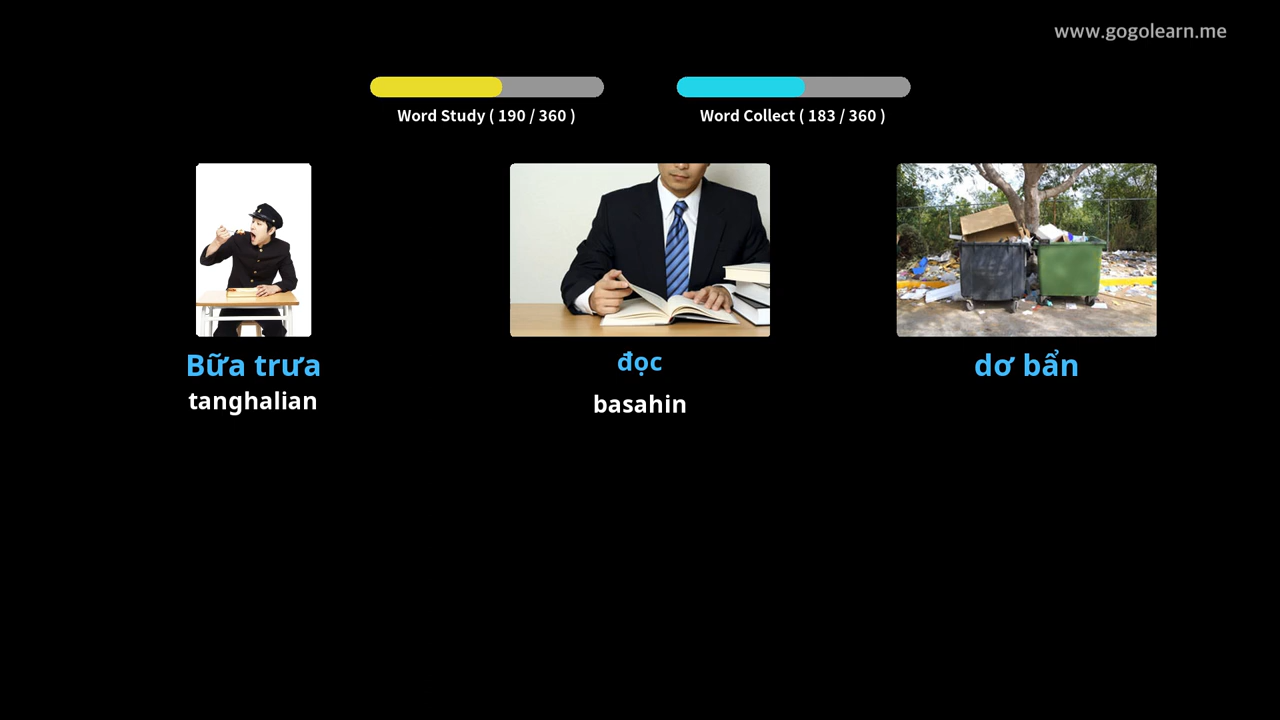 www.gogolearn.me
Word Study ( 190 / 360 )
Word Collect ( 183 / 360 )
Bữa trưa
tanghalian
đọc
basahin
dơ bẩn